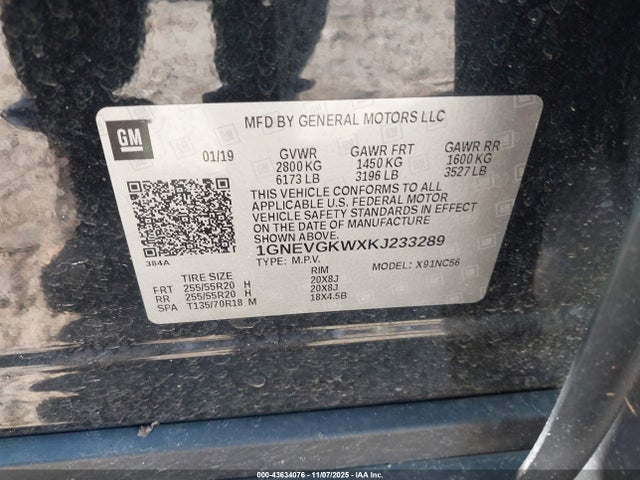 GM
MFD BY GENERAL MOTORS LLC
01/19 GVWR GAWR FRT GAWR RR
2800 KG 1450 KG 1600 KG
6173 LB 3196 LB 3527 LB
THIS VEHICLE CONFORMS TO ALL
APPLICABLE U.S. FEDERAL MOTOR
VEHICLE SAFETY STANDARDS IN EFFECT
ON THE DATE OF MANUFACTURE
SHOWN ABOVE.
1GNEVGKWXKJ233289
384A
TYPE: M.P.V. MODEL: X91NC56
TIRE SIZE RIM
FRT 255/55R20 H 20X8J
RR 255/55R20 H 20X8J
SPA T135/70R18 M 18X4.5B
000-43634076 - 11/07/2025 - IAAI.CA